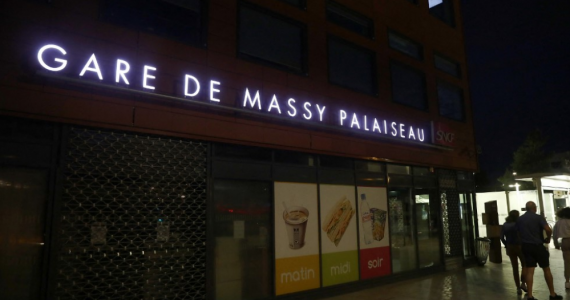 GARE DE MASSY PALAISEAU
matin
midi
soir